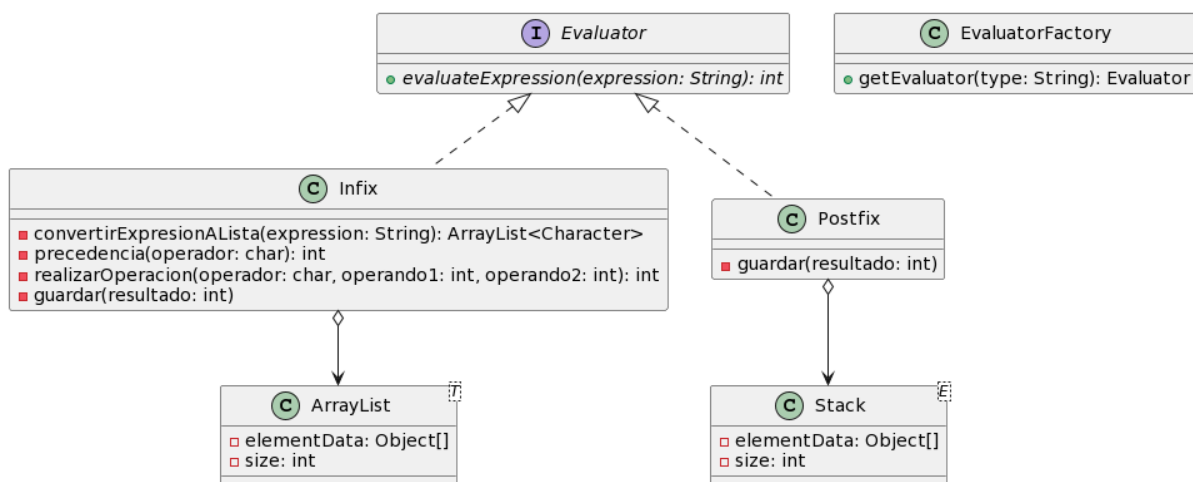 I Evaluator
evaluateExpression(expression: String): int
C EvaluatorFactory
getEvaluator(type: String): Evaluator
C Infix
convertirExpresionALista(expression: String): ArrayList<Character>
precedencia(operador: char): int
realizarOperacion(operador: char, operando1: int, operando2: int): int
guardar(resultado: int)
C Postfix
guardar(resultado: int)
C ArrayList T
elementData: Object[]
size: int
C Stack E
elementData: Object[]
size: int